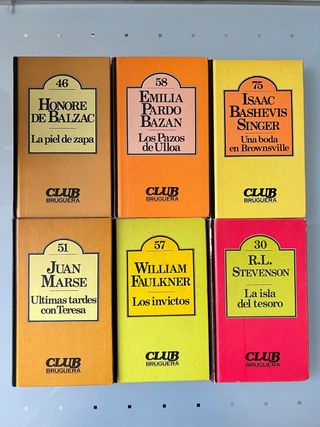 46
HONORE
DE BALZAC
La piel de zapa
CLUB
BRUGUERA
58
EMILIA
PARDO
BAZAN
Los Pazos
de Ulloa
CLUB
BRUGUERA
75
ISAAC
BASHEVIS
SINGER
Una boda
en Brownsville
CLUB
BRUGUERA
51
JUAN
MARSE
Ultimas tardes
con Teresa
CLUB
BRUGUERA
57
WILLIAM
FAULKNER
Los invictos
CLUB
BRUGUERA
30
R.L.
STEVENSON
La isla
del tesoro
CLUB
BRUGUERA